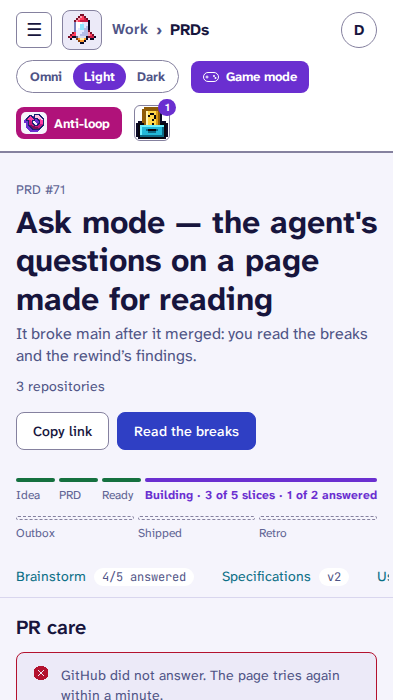 ☰ Work › PRDs D
Omni Light Dark Game mode
Anti-loop 1
PRD #71
Ask mode — the agent's
questions on a page
made for reading
It broke main after it merged: you read the breaks
and the rewind's findings.
3 repositories
Copy link Read the breaks
Idea PRD Ready Building · 3 of 5 slices · 1 of 2 answered
Outbox Shipped Retro
Brainstorm 4/5 answered Specifications v2
PR care
GitHub did not answer. The page tries again
within a minute.